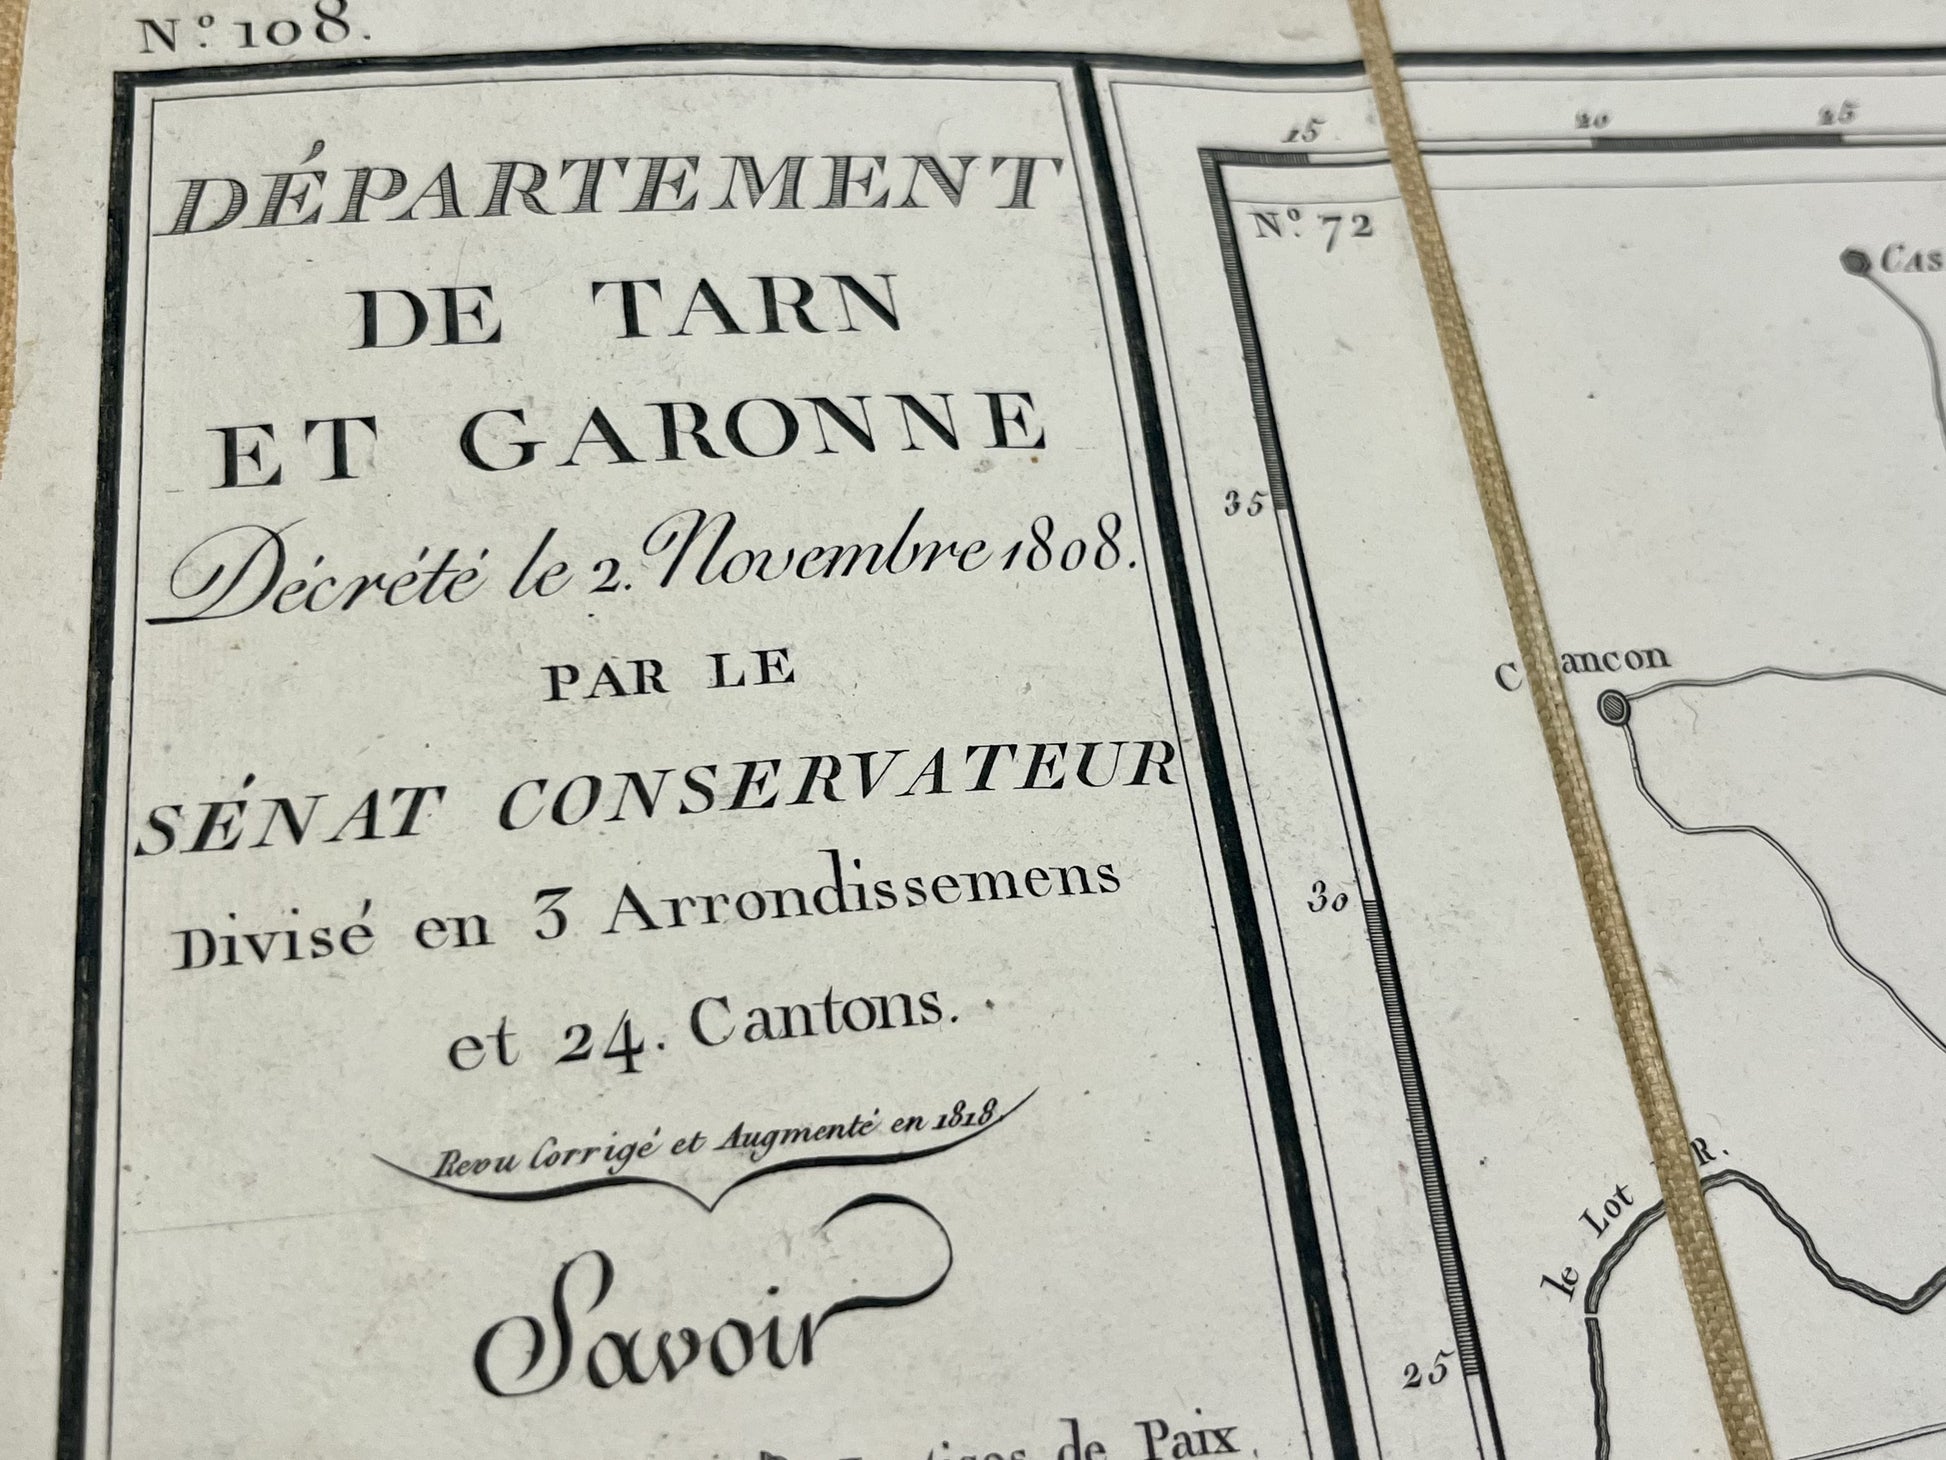 N.º 108.
DÉPARTEMENT
DE TARN
ET GARONNE
Décrété le 2. Novembre 1808.
PAR LE
SÉNAT CONSERVATEUR
Divisé en 3 Arrondissemens
et 24. Cantons.
Revu Corrigé et Augmenté en 1818.
Savoir
de Paix.
15
20
25
N.º 72
CAS
35
ancon
30
le Lot R.
25